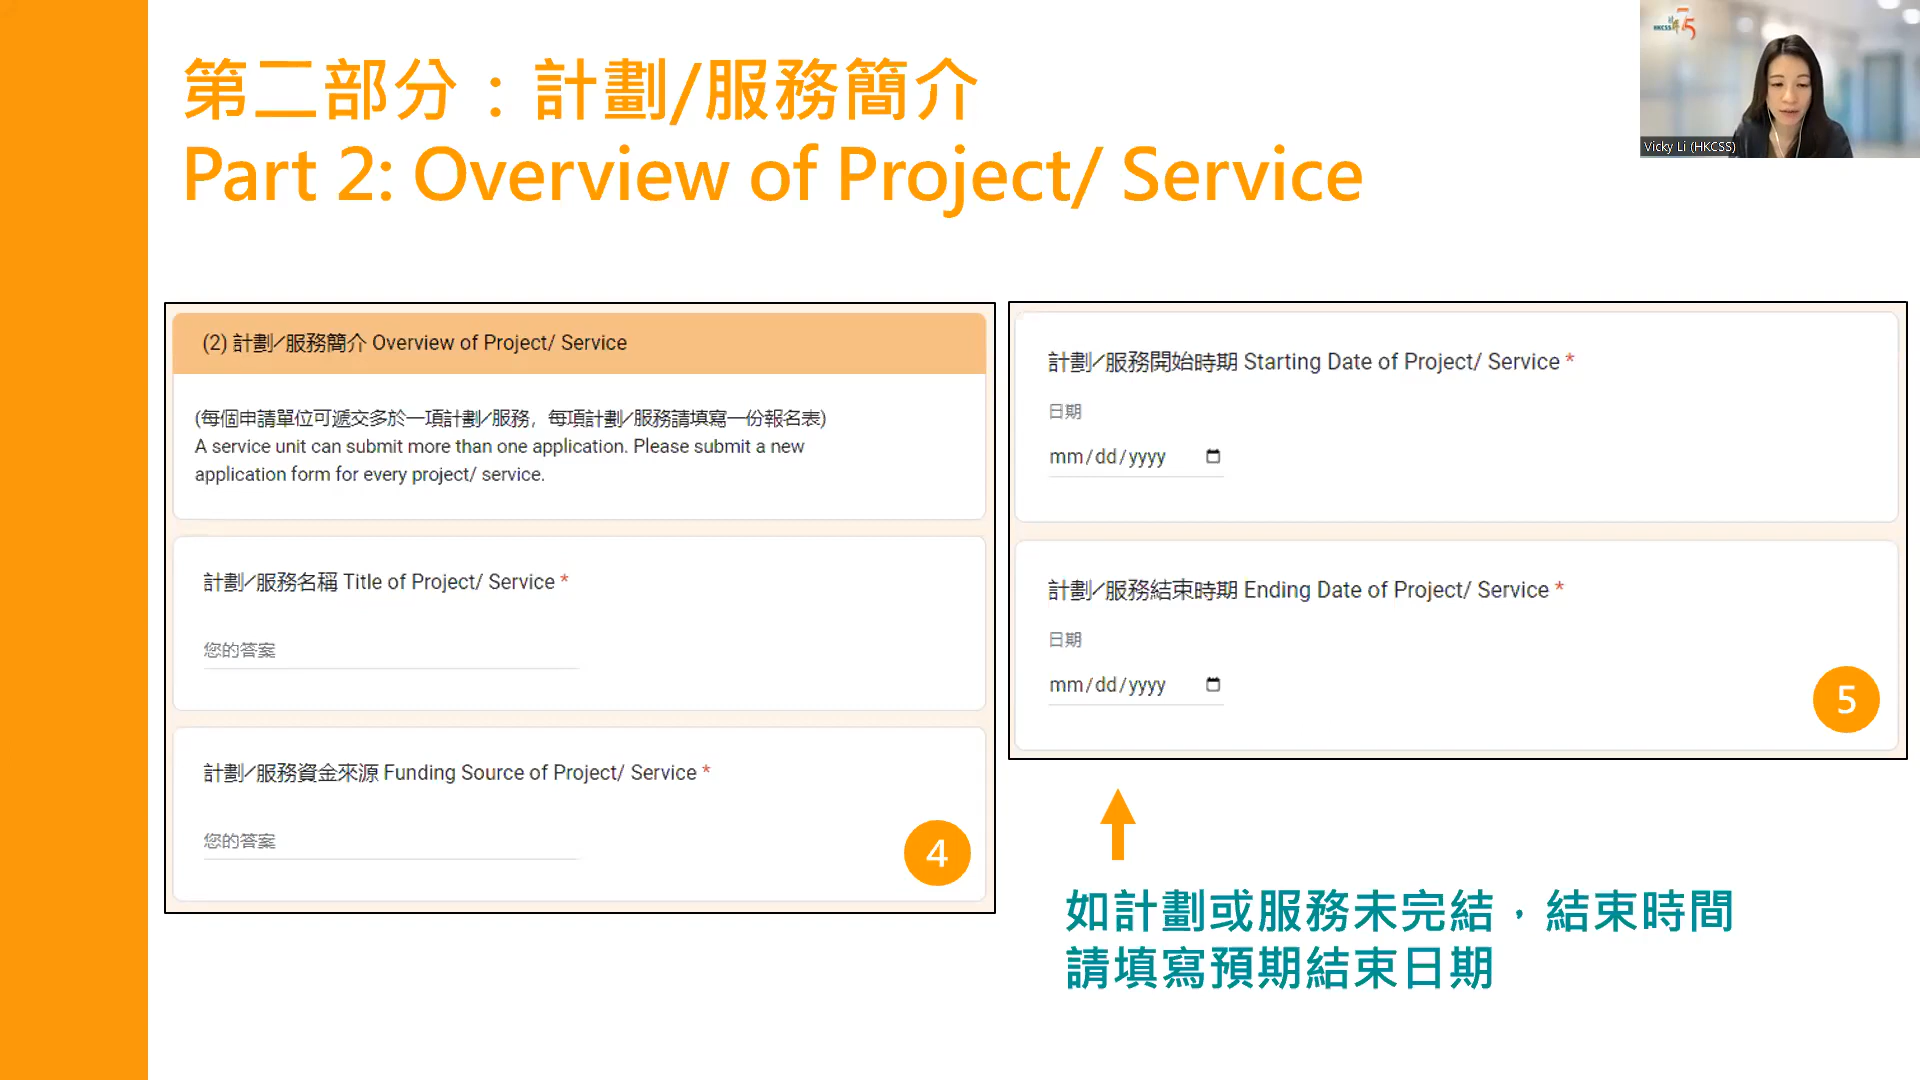 第二部分：計劃/服務簡介
Part 2: Overview of Project/ Service
HKCSS
75
Vicky Li (HKCSS)
(2) 計劃／服務簡介 Overview of Project/ Service
(每個申請單位可遞交多於一項計劃／服務，每項計劃／服務請填寫一份報名表)
A service unit can submit more than one application. Please submit a new
application form for every project/ service.
計劃／服務名稱 Title of Project/ Service *
您的答案
計劃／服務資金來源 Funding Source of Project/ Service *
您的答案
4
計劃／服務開始時期 Starting Date of Project/ Service *
日期
mm/dd/yyyy
計劃／服務結束時期 Ending Date of Project/ Service *
日期
mm/dd/yyyy
5
如計劃或服務未完結，結束時間
請填寫預期結束日期